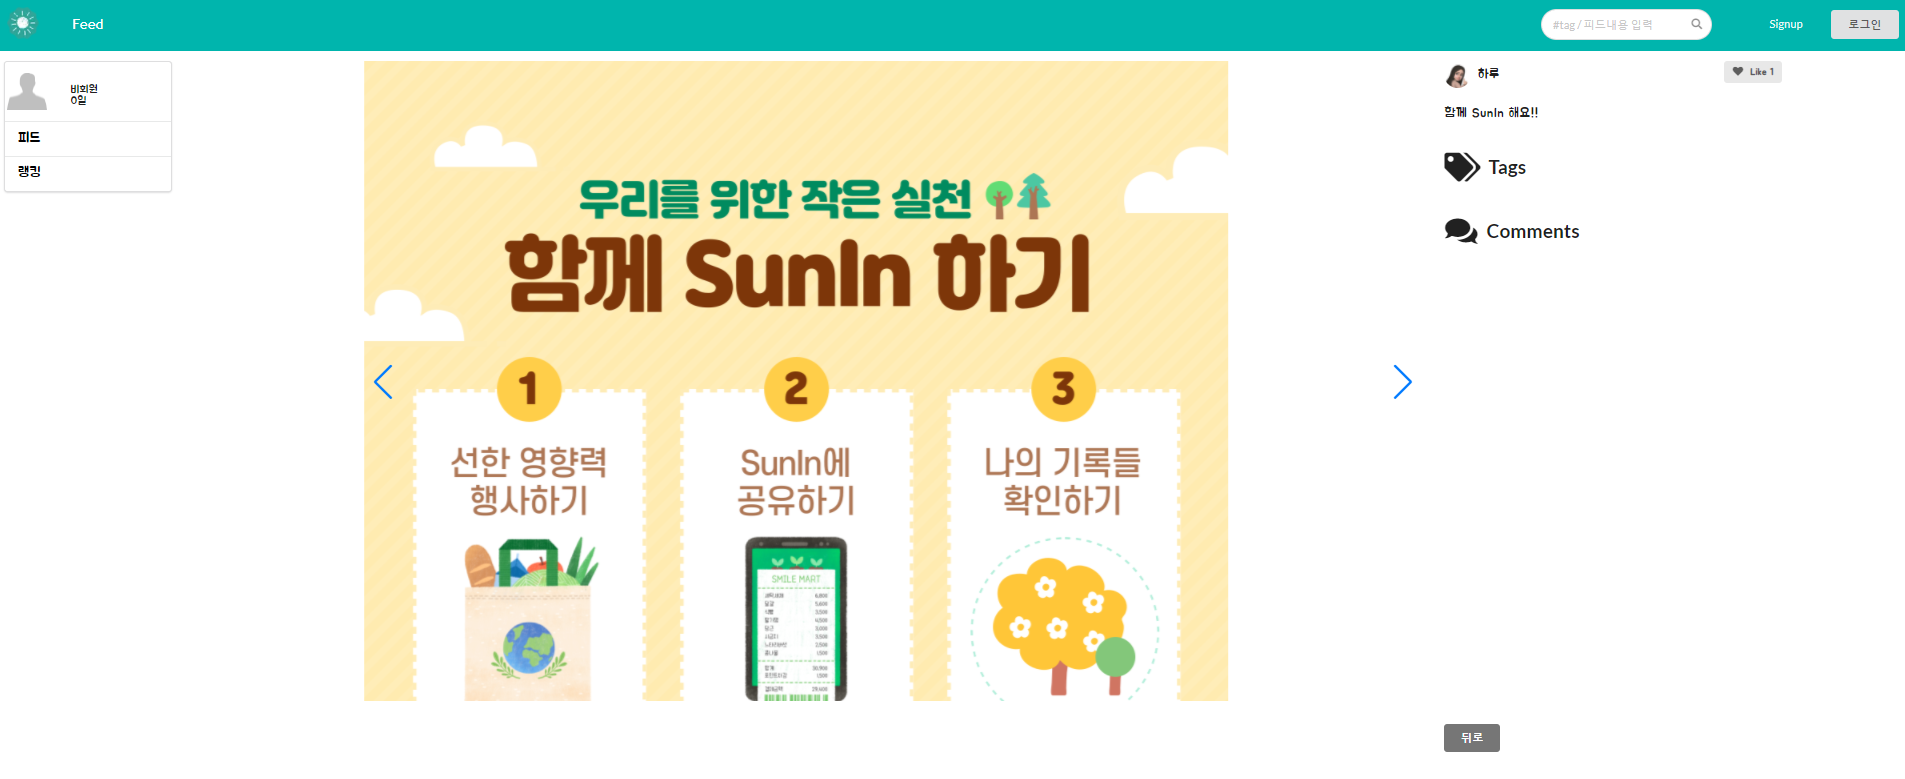 Feed
#tag / 피드내용 입력
Signup
로그인
비회원
0일
피드
랭킹
우리를 위한 작은 실천
함께 SunIn 하기
1
선한 영향력
행사하기
2
SunIn에
공유하기
SMILE MART
3
나의 기록들
확인하기
하루
Like 1
함께 SunIn 해요!!
Tags
Comments
뒤로